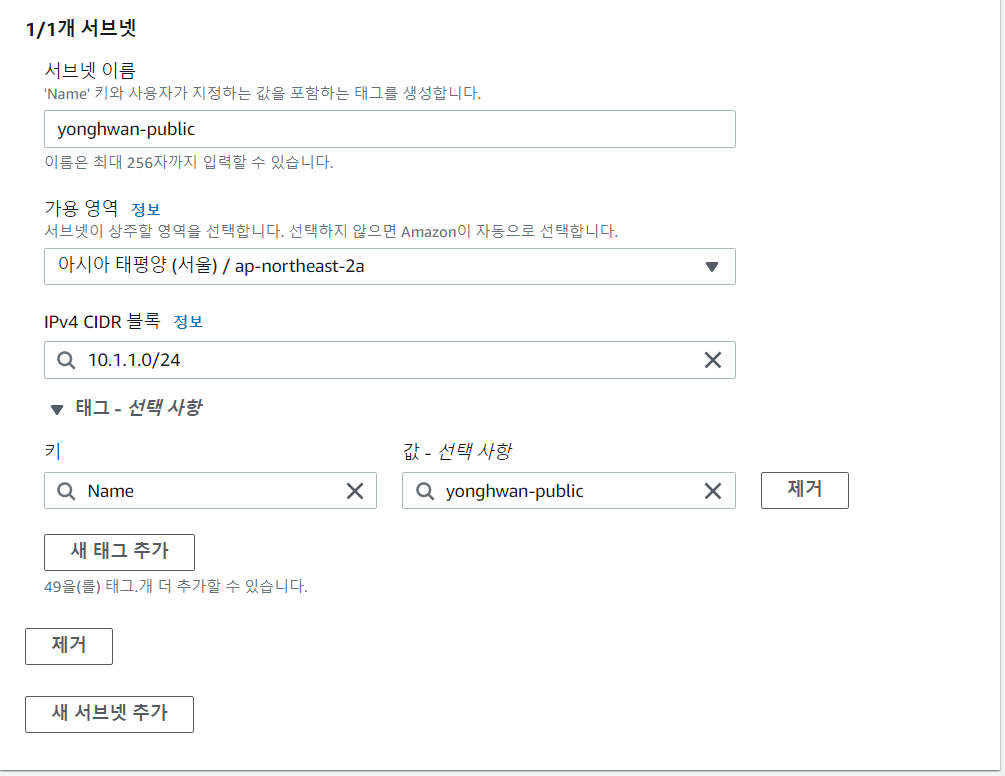 1/1개 서브넷
서브넷 이름
'Name' 키와 사용자가 지정하는 값을 포함하는 태그를 생성합니다.
yonghwan-public
이름은 최대 256자까지 입력할 수 있습니다.
가용 영역 정보
서브넷이 상주할 영역을 선택합니다. 선택하지 않으면 Amazon이 자동으로 선택합니다.
아시아 태평양 (서울) / ap-northeast-2a
IPv4 CIDR 블록 정보
10.1.1.0/24
태그 - 선택 사항
키 값 - 선택 사항
Name yonghwan-public 제거
새 태그 추가
49을(를) 태그.개 더 추가할 수 있습니다.
제거
새 서브넷 추가